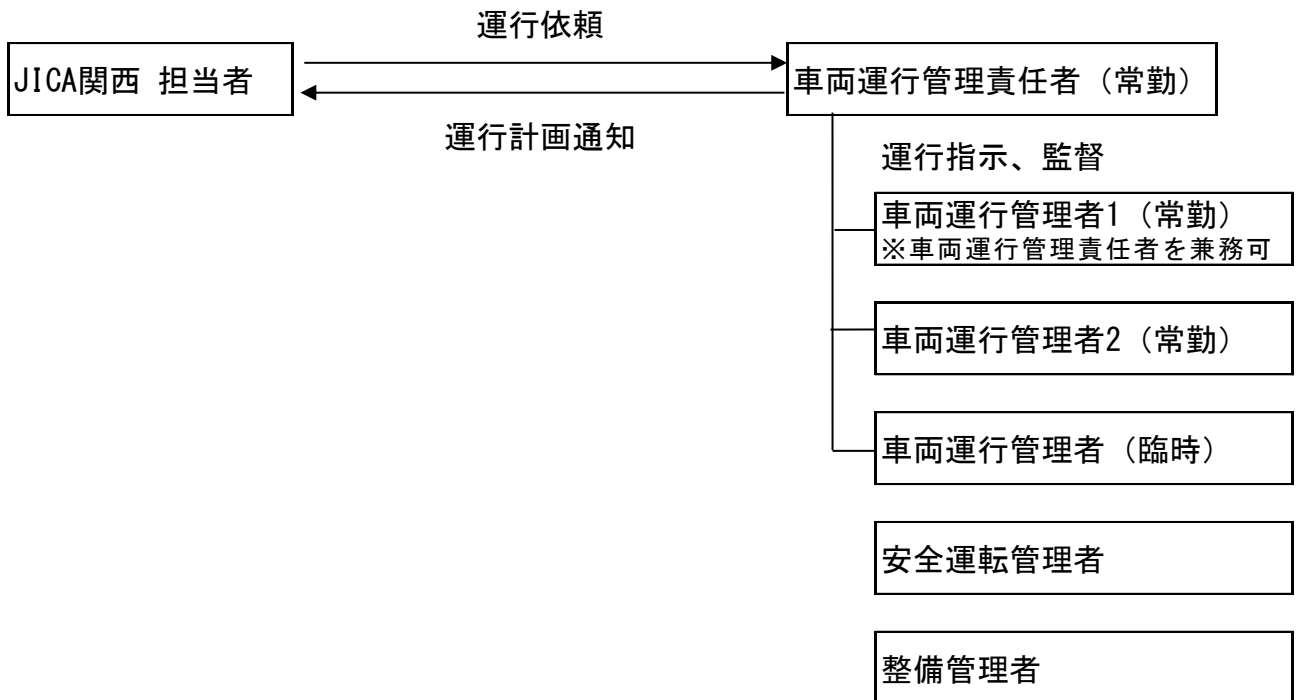 運行依頼
JICA関西 担当者
車両運行管理責任者（常勤）
運行計画通知
運行指示、監督
車両運行管理者1（常勤）
※車両運行管理責任者を兼務可
車両運行管理者2（常勤）
車両運行管理者（臨時）
安全運転管理者
整備管理者